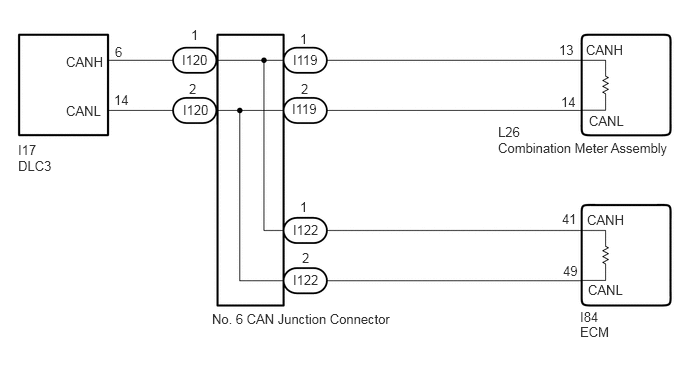 1
1
6
13
CANH
CANH
I120
I119
2
2
14
14
CANL
I120
I119
CANL
L26
I17
Combination Meter Assembly
DLC3
1
41
CANH
I122
2
49
I122
CANL
No. 6 CAN Junction Connector
I84
ECM